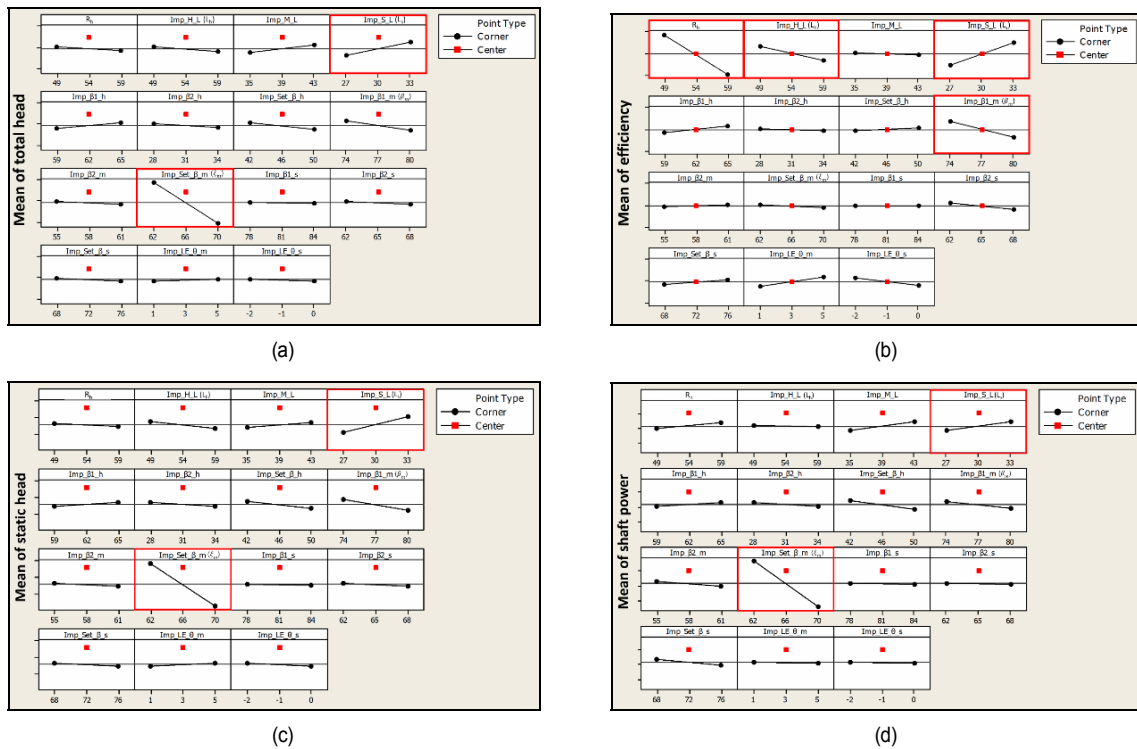 Mean of total head
R_h Imp_H_L (L_h) Imp_M_L Imp_S_L (L_s)
49 54 59 49 54 59 35 39 43 27 30 33
Imp_β1_h Imp_β2_h Imp_Set_β_h Imp_β1_m (β_m)
59 62 65 28 31 34 42 46 50 74 77 80
Imp_β2_m Imp_Set_β_m (ξ_m) Imp_β1_s Imp_β2_s
55 58 61 62 66 70 78 81 84 62 65 68
Imp_Set_β_s Imp_LE_θ_m Imp_LE_θ_s
68 72 76 1 3 5 -2 -1 0
Point Type
Corner
Center
(a)
Mean of efficiency
R_h Imp_H_L (L_h) Imp_M_L Imp_S_L (L_s)
49 54 59 49 54 59 35 39 43 27 30 33
Imp_β1_h Imp_β2_h Imp_Set_β_h Imp_β1_m (β_m)
59 62 65 28 31 34 42 46 50 74 77 80
Imp_β2_m Imp_Set_β_m (ξ_m) Imp_β1_s Imp_β2_s
55 58 61 62 66 70 78 81 84 62 65 68
Imp_Set_β_s Imp_LE_θ_m Imp_LE_θ_s
68 72 76 1 3 5 -2 -1 0
Point Type
Corner
Center
(b)
Mean of static head
R_h Imp_H_L (L_h) Imp_M_L Imp_S_L (L_s)
49 54 59 49 54 59 35 39 43 27 30 33
Imp_β1_h Imp_β2_h Imp_Set_β_h Imp_β1_m (β_m)
59 62 65 28 31 34 42 46 50 74 77 80
Imp_β2_m Imp_Set_β_m (ξ_m) Imp_β1_s Imp_β2_s
55 58 61 62 66 70 78 81 84 62 65 68
Imp_Set_β_s Imp_LE_θ_m Imp_LE_θ_s
68 72 76 1 3 5 -2 -1 0
Point Type
Corner
Center
(c)
Mean of shaft power
Imp_H_L (L_h) Imp_M_L Imp_S_L (L_s)
49 54 59 49 54 59 35 39 43 27 30 33
Imp_β1_h Imp_β2_h Imp_Set_β_h Imp_β1_m (β_m)
59 62 65 28 31 34 42 46 50 74 77 80
Imp_β2_m Imp_Set_β_m (ξ_m) Imp_β1_s Imp_β2_s
55 58 61 62 66 70 78 81 84 62 65 68
Imp_Set_β_s Imp_LE_θ_m Imp_LE_θ_s
68 72 76 1 3 5 -2 -1 0
Point Type
Corner
Center
(d)